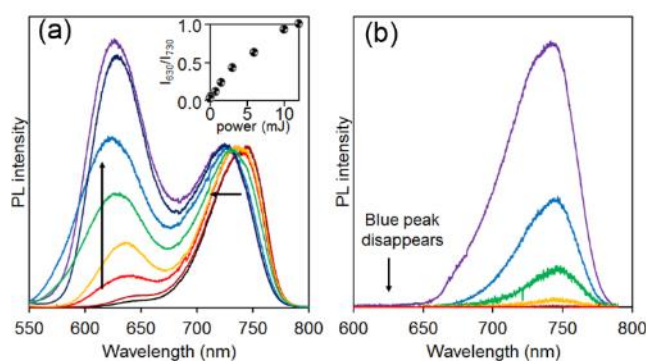 (a)
I630/I730
1.0
0.5
0.0
0 5 10
power (mJ)
PL intensity
550 600 650 700 750 800
Wavelength (nm)
(b)
PL intensity
Blue peak
disappears
600 650 700 750 800
Wavelength (nm)